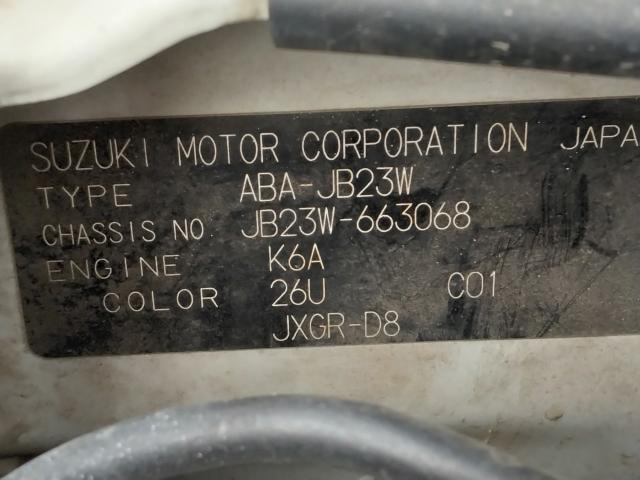 SUZUKI MOTOR CORPORATION JAPA
TYPE ABA-JB23W
CHASSIS NO. JB23W-663068
ENGINE K6A
COLOR 26U C01
JXGR-D8